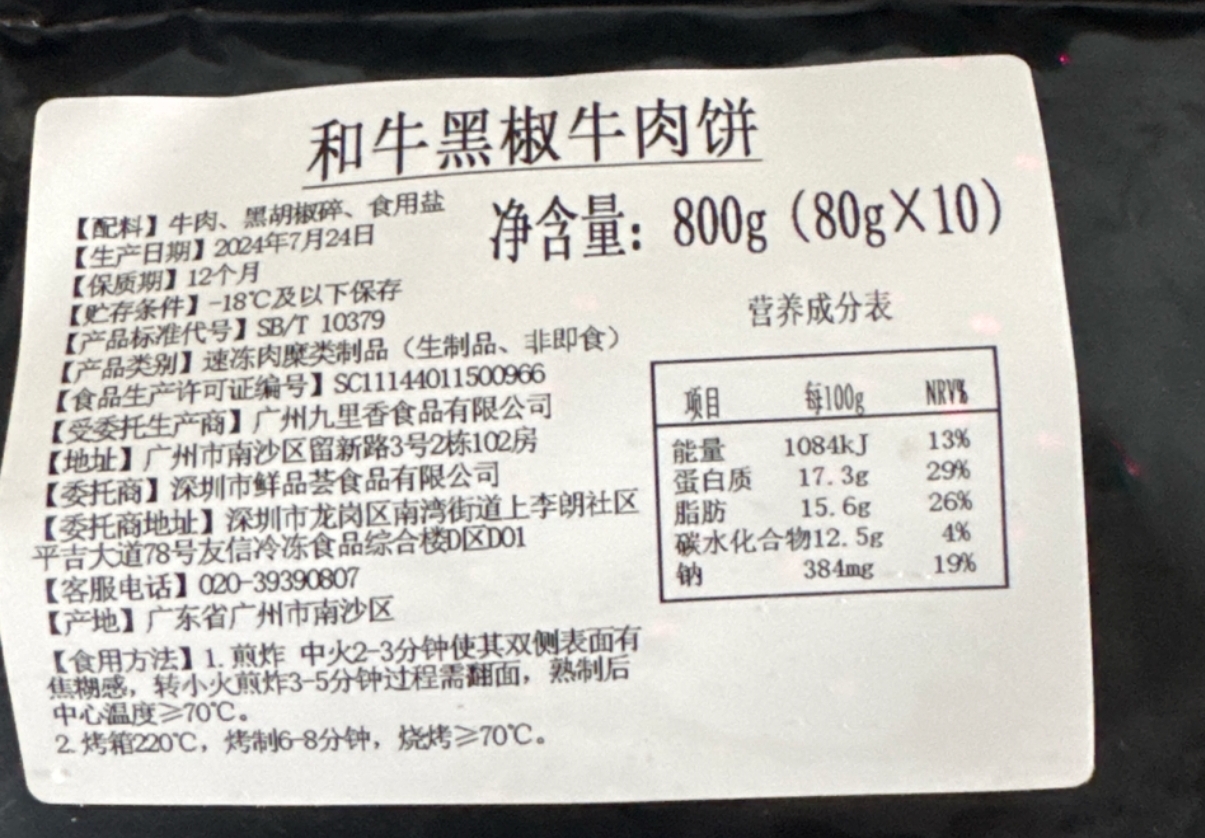 和牛黑椒牛肉饼
【配料】牛肉、黑胡椒碎、食用盐
【生产日期】2024年7月24日
【保质期】12个月
【贮存条件】-18℃及以下保存
【产品标准代号】SB/T 10379
【产品类别】速冻肉糜类制品（生制品、非即食）
【食品生产许可证编号】SC11144011500966
【受委托生产商】广州九里香食品有限公司
【地址】广州市南沙区留新路3号2栋102房
【委托商】深圳市鲜品荟食品有限公司
【委托商地址】深圳市龙岗区南湾街道上李朗社区
平吉大道78号友信冷冻食品综合楼D区D01
【客服电话】020-39390807
【产地】广东省广州市南沙区
【食用方法】1. 煎炸 中火2-3分钟使其双侧表面有
焦糊感，转小火煎炸3-5分钟过程需翻面，熟制后
中心温度≥70℃。
2. 烤箱220℃，烤制6-8分钟，烧烤≥70℃。
净含量：800g（80g×10）
营养成分表
项目 每100g NRV%
能量 1084kJ 13%
蛋白质 17.3g 29%
脂肪 15.6g 26%
碳水化合物 12.5g 4%
钠 384mg 19%